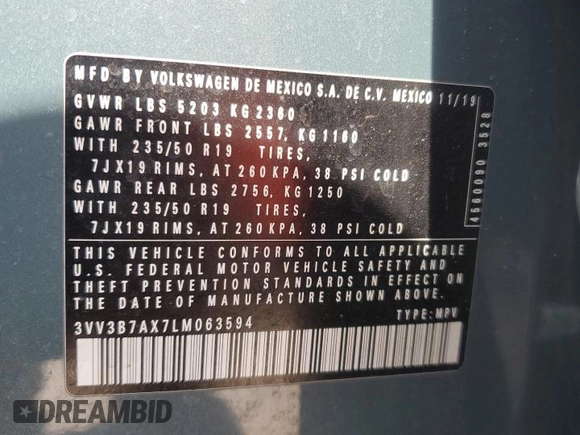 MFD BY VOLKSWAGEN DE MEXICO S.A. DE C.V. MEXICO 11/19
GVWR LBS 5203 KG 2360
GAWR FRONT LBS 2557, KG 1160
WITH 235/50 R19 TIRES,
7JX19 RIMS, AT 260 KPA, 38 PSI COLD
GAWR REAR LBS 2756, KG 1250
WITH 235/50 R19 TIRES,
7JX19 RIMS, AT 260 KPA, 38 PSI COLD
THIS VEHICLE CONFORMS TO ALL APPLICABLE
U.S. FEDERAL MOTOR VEHICLE SAFETY AND
THEFT PREVENTION STANDARDS IN EFFECT ON
THE DATE OF MANUFACTURE SHOWN ABOVE
3VV3B7AX7LM063594 TYPE: MPV
4560090 3528
DREAMBID